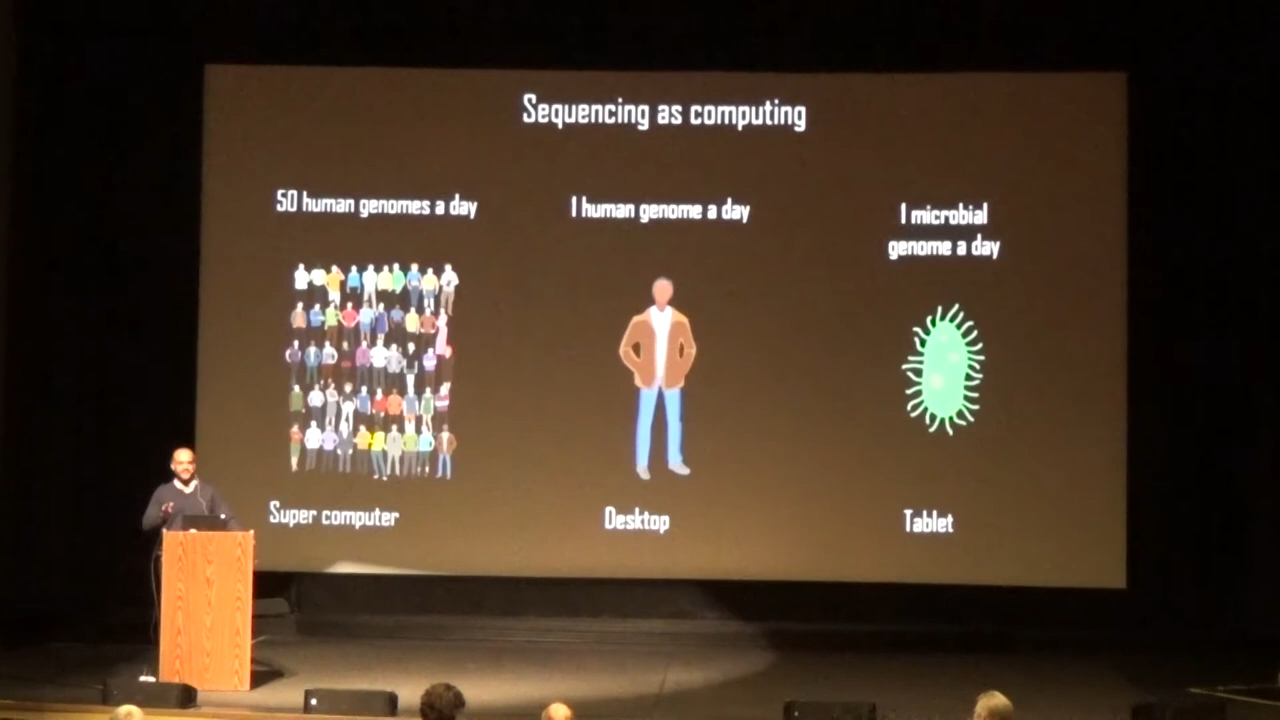 Sequencing as computing
50 human genomes a day
1 human genome a day
1 microbial
genome a day
Super computer
Desktop
Tablet